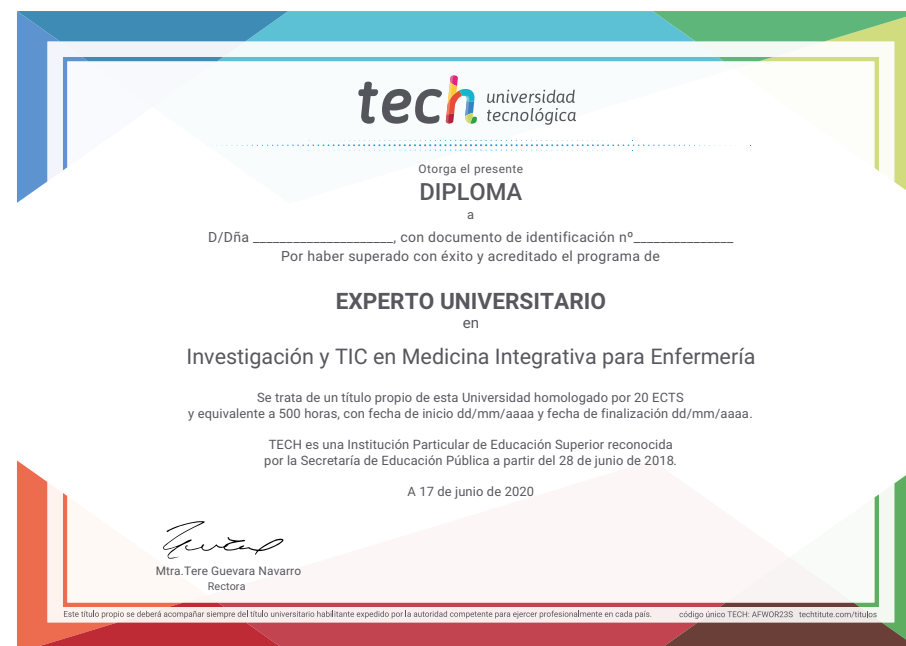 tech universidad
tecnológica
Otorga el presente
DIPLOMA
a
D/Dña ______________________, con documento de identificación nº________________
Por haber superado con éxito y acreditado el programa de
EXPERTO UNIVERSITARIO
en
Investigación y TIC en Medicina Integrativa para Enfermería
Se trata de un título propio de esta Universidad homologado por 20 ECTS
y equivalente a 500 horas, con fecha de inicio dd/mm/aaaa y fecha de finalización dd/mm/aaaa.
TECH es una Institución Particular de Educación Superior reconocida
por la Secretaría de Educación Pública a partir del 28 de junio de 2018.
A 17 de junio de 2020
Mtra.Tere Guevara Navarro
Rectora
Este título propio se deberá acompañar siempre del título universitario habilitante expedido por la autoridad competente para ejercer profesionalmente en cada país. código único TECH: AFWOR23S techtitute.com/titulos